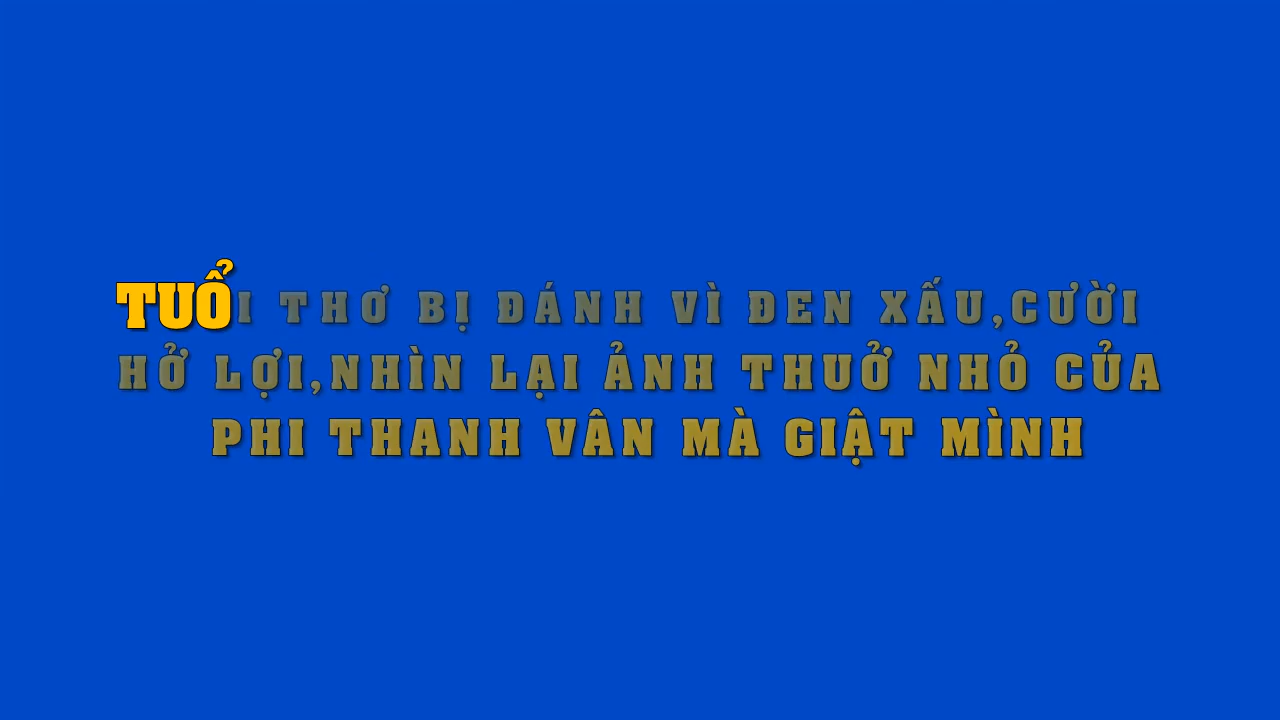 TUỔI THƠ BỊ ĐÁNH VÌ ĐEN XẤU,CƯỜI
HỞ LỢI,NHÌN LẠI ẢNH THUỞ NHỎ CỦA
PHI THANH VÂN MÀ GIẬT MÌNH